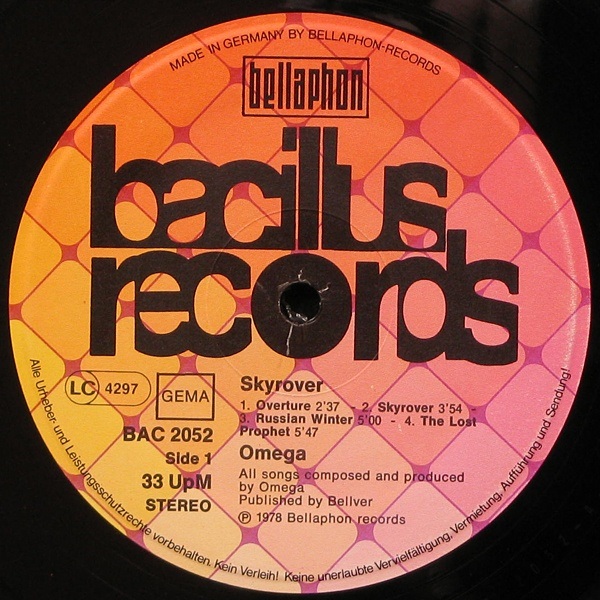 MADE IN GERMANY BY BELLAPHON-RECORDS
bellaphon
bacillus
records
LC 4297
GEMA
BAC 2052
Side 1
33 UpM
STEREO
Skyrover
1. Overture 2'37 - 2. Skyrover 3'54 -
3. Russian Winter 5'00 - 4. The Lost
Prophet 5'47
Omega
All songs composed and produced
by Omega
Published by Bellver
℗ 1978 Bellaphon records
Alle Urheber- und Leistungsschutzrechte vorbehalten. Kein Verleih! Keine unerlaubte Vervielfältigung, Vermietung, Aufführung und Sendung!